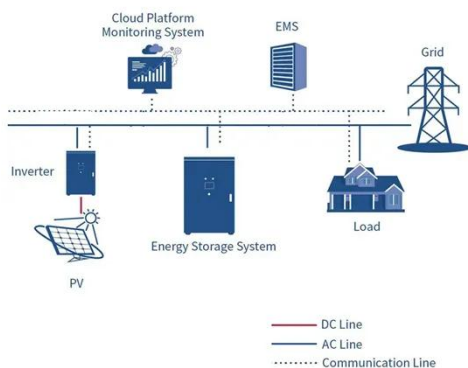 Cloud Platform
Monitoring System
EMS
Grid
Inverter
Energy Storage System
Load
PV
DC Line
AC Line
Communication Line